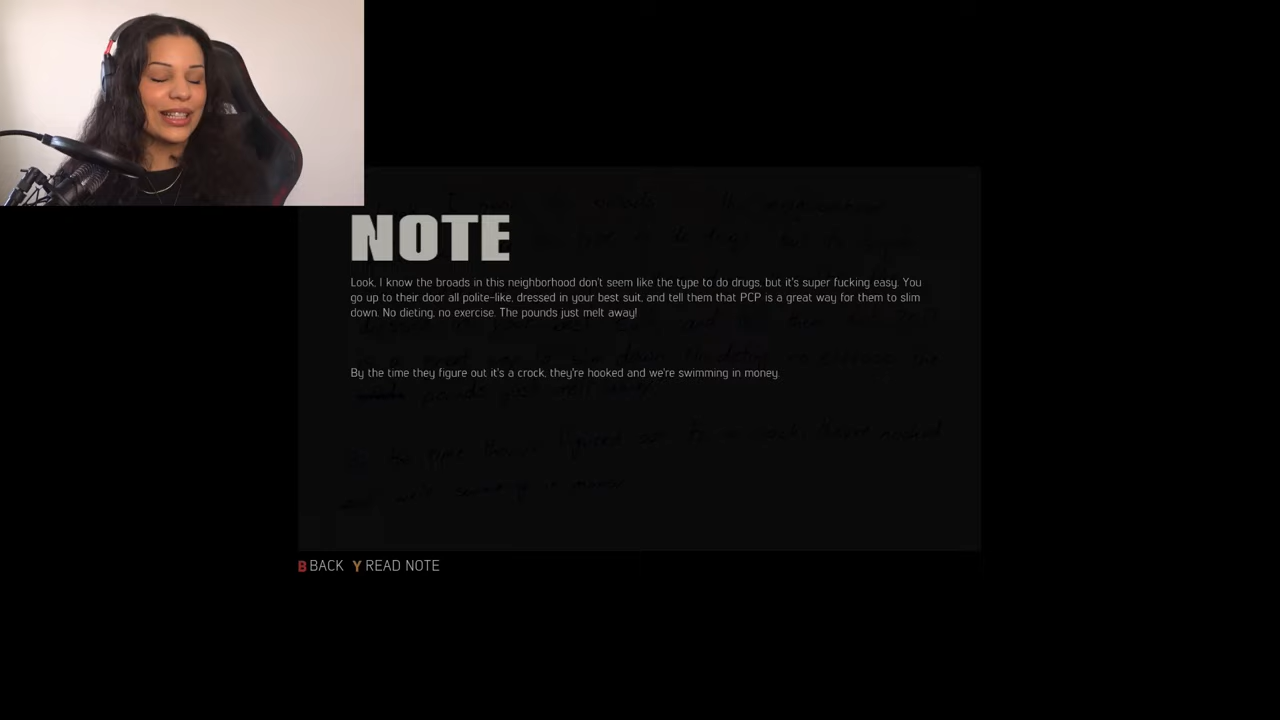 NOTE
Look, I know the broads in this neighborhood don't seem like the type to do drugs, but it's super fucking easy. You
go up to their door all polite-like, dressed in your best suit, and tell them that PCP is a great way for them to slim
down. No dieting, no exercise. The pounds just melt away!
By the time they figure out it's a crock, they're hooked and we're swimming in money.
B BACK Y READ NOTE